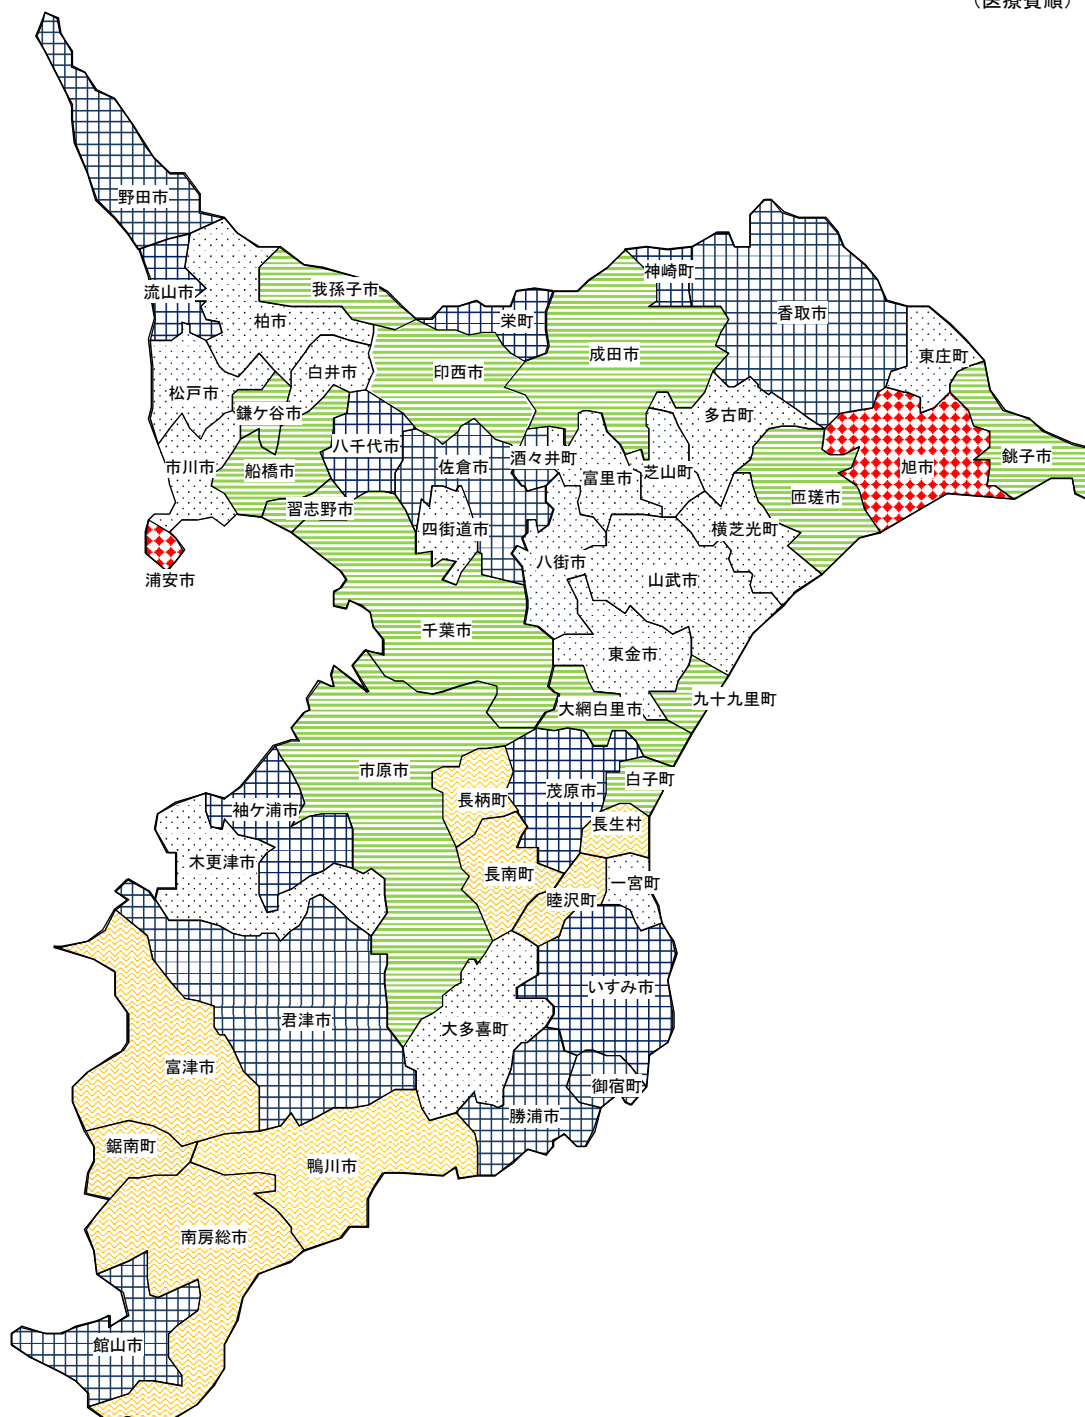 （医療費順）
野田市
流山市
我孫子市
柏市
神崎町
栄町
香取市
成田市
東庄町
松戸市
白井市
印西市
鎌ケ谷市
多古町
八千代市
市川市
船橋市
佐倉市
酒々井町
富里市
芝山町
旭市
銚子市
匝瑳市
習志野市
四街道市
横芝光町
浦安市
八街市
山武市
千葉市
東金市
九十九里町
大網白里市
市原市
白子町
長柄町
茂原市
袖ケ浦市
長生村
木更津市
長南町
一宮町
睦沢町
いすみ市
君津市
大多喜町
富津市
御宿町
勝浦市
鋸南町
鴨川市
南房総市
館山市